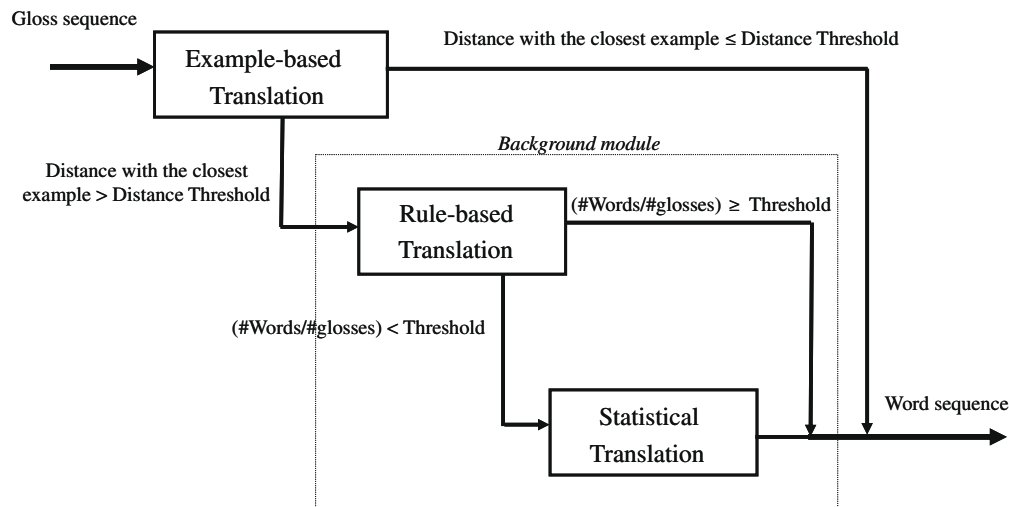 Gloss sequence
Example-based
Translation
Distance with the closest example ≤ Distance Threshold
Distance with the closest
example > Distance Threshold
Background module
Rule-based
Translation
(#Words/#glosses) ≥ Threshold
(#Words/#glosses) < Threshold
Statistical
Translation
Word sequence